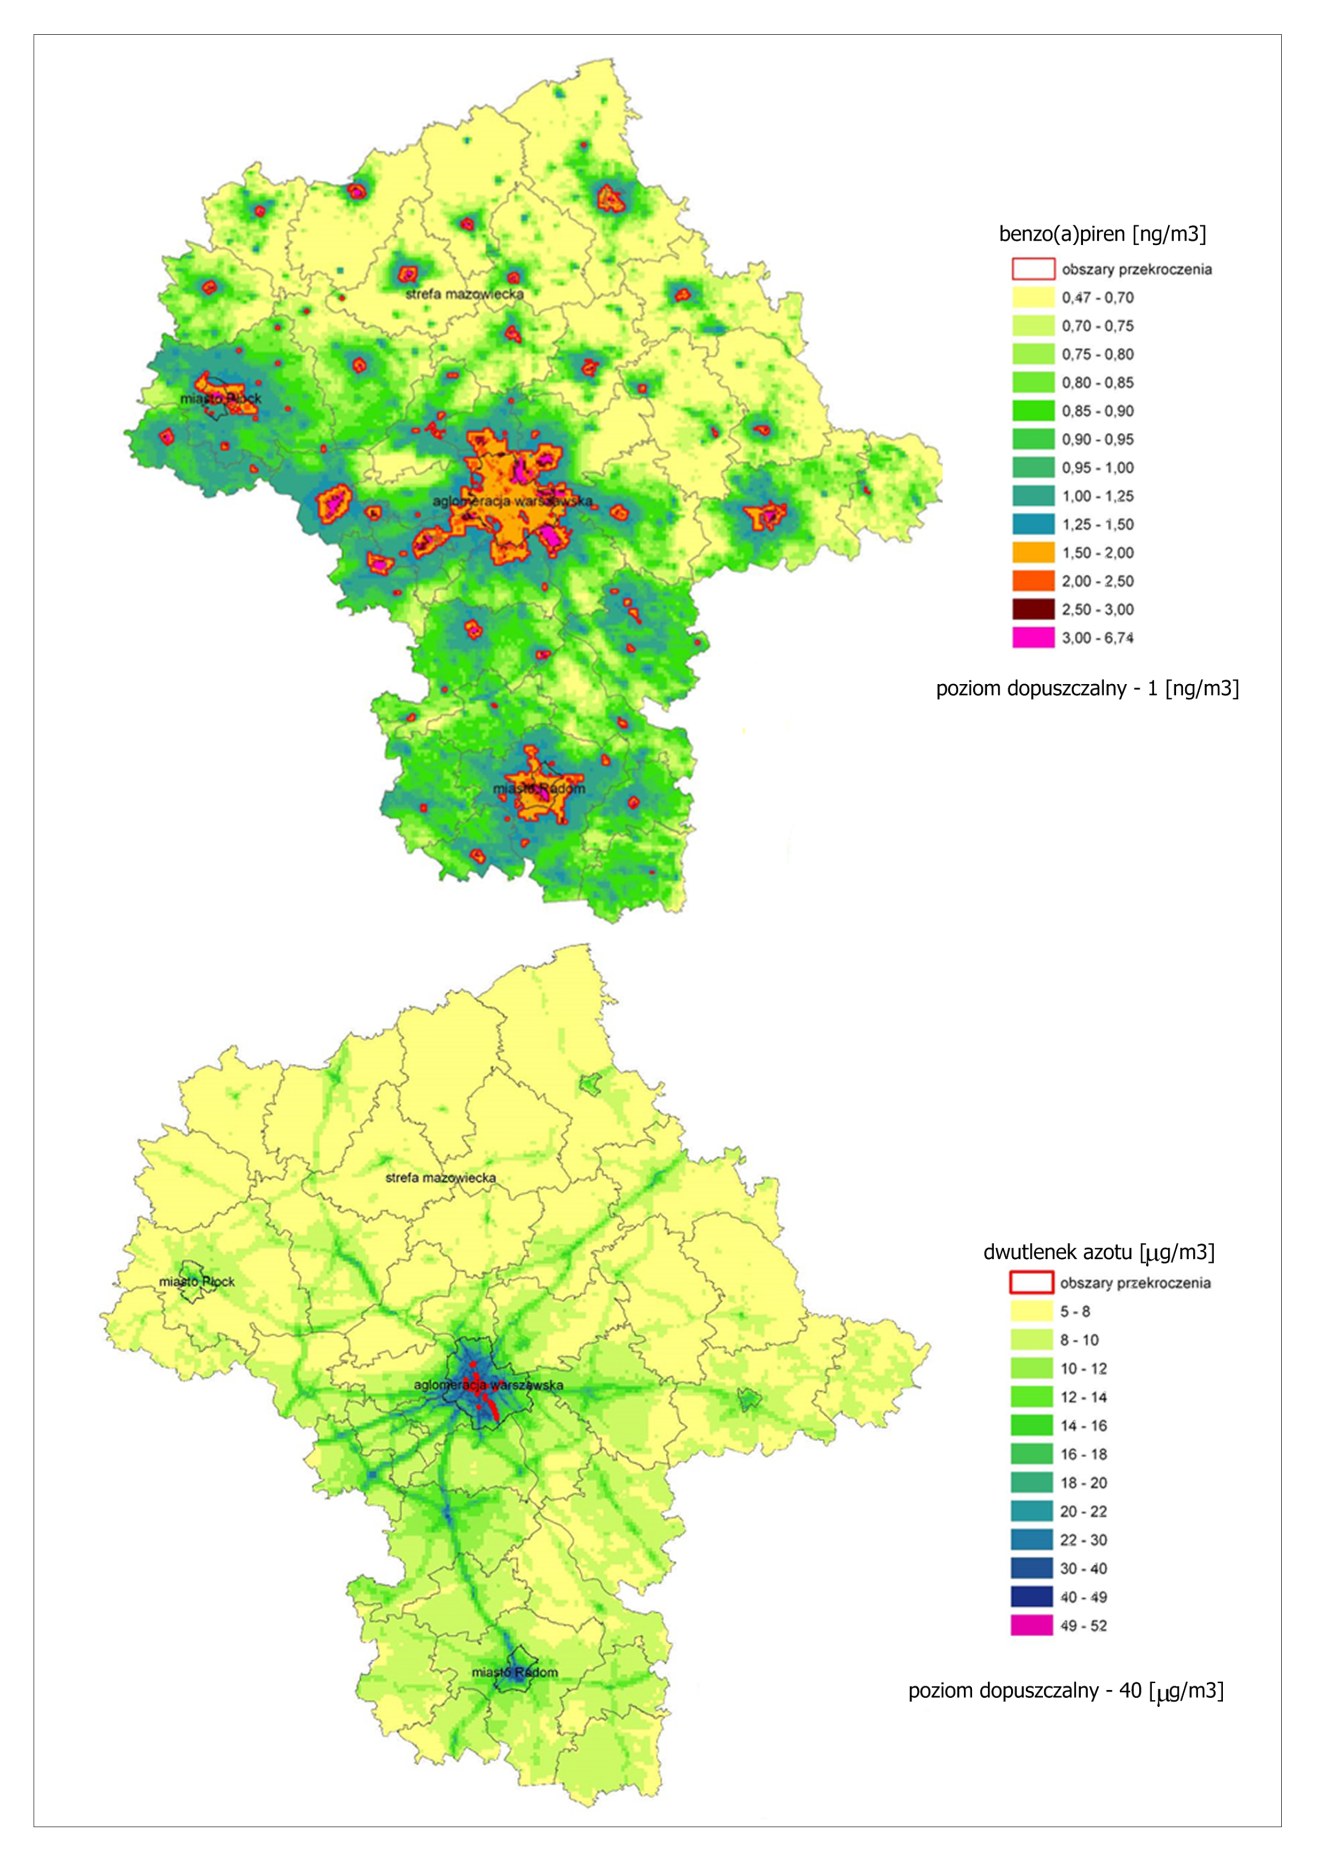 benzo(a)piren [ng/m3]
obszary przekroczenia
0,47 - 0,70
0,70 - 0,75
0,75 - 0,80
0,80 - 0,85
0,85 - 0,90
0,90 - 0,95
0,95 - 1,00
1,00 - 1,25
1,25 - 1,50
1,50 - 2,00
2,00 - 2,50
2,50 - 3,00
3,00 - 6,74
poziom dopuszczalny - 1 [ng/m3]
strefa mazowiecka
miasto Płock
aglomeracja warszawska
miasto Radom
strefa mazowiecka
miasto Płock
aglomeracja warszawska
miasto Radom
dwutlenek azotu [µg/m3]
obszary przekroczenia
5 - 8
8 - 10
10 - 12
12 - 14
14 - 16
16 - 18
18 - 20
20 - 22
22 - 30
30 - 40
40 - 49
49 - 52
poziom dopuszczalny - 40 [µg/m3]